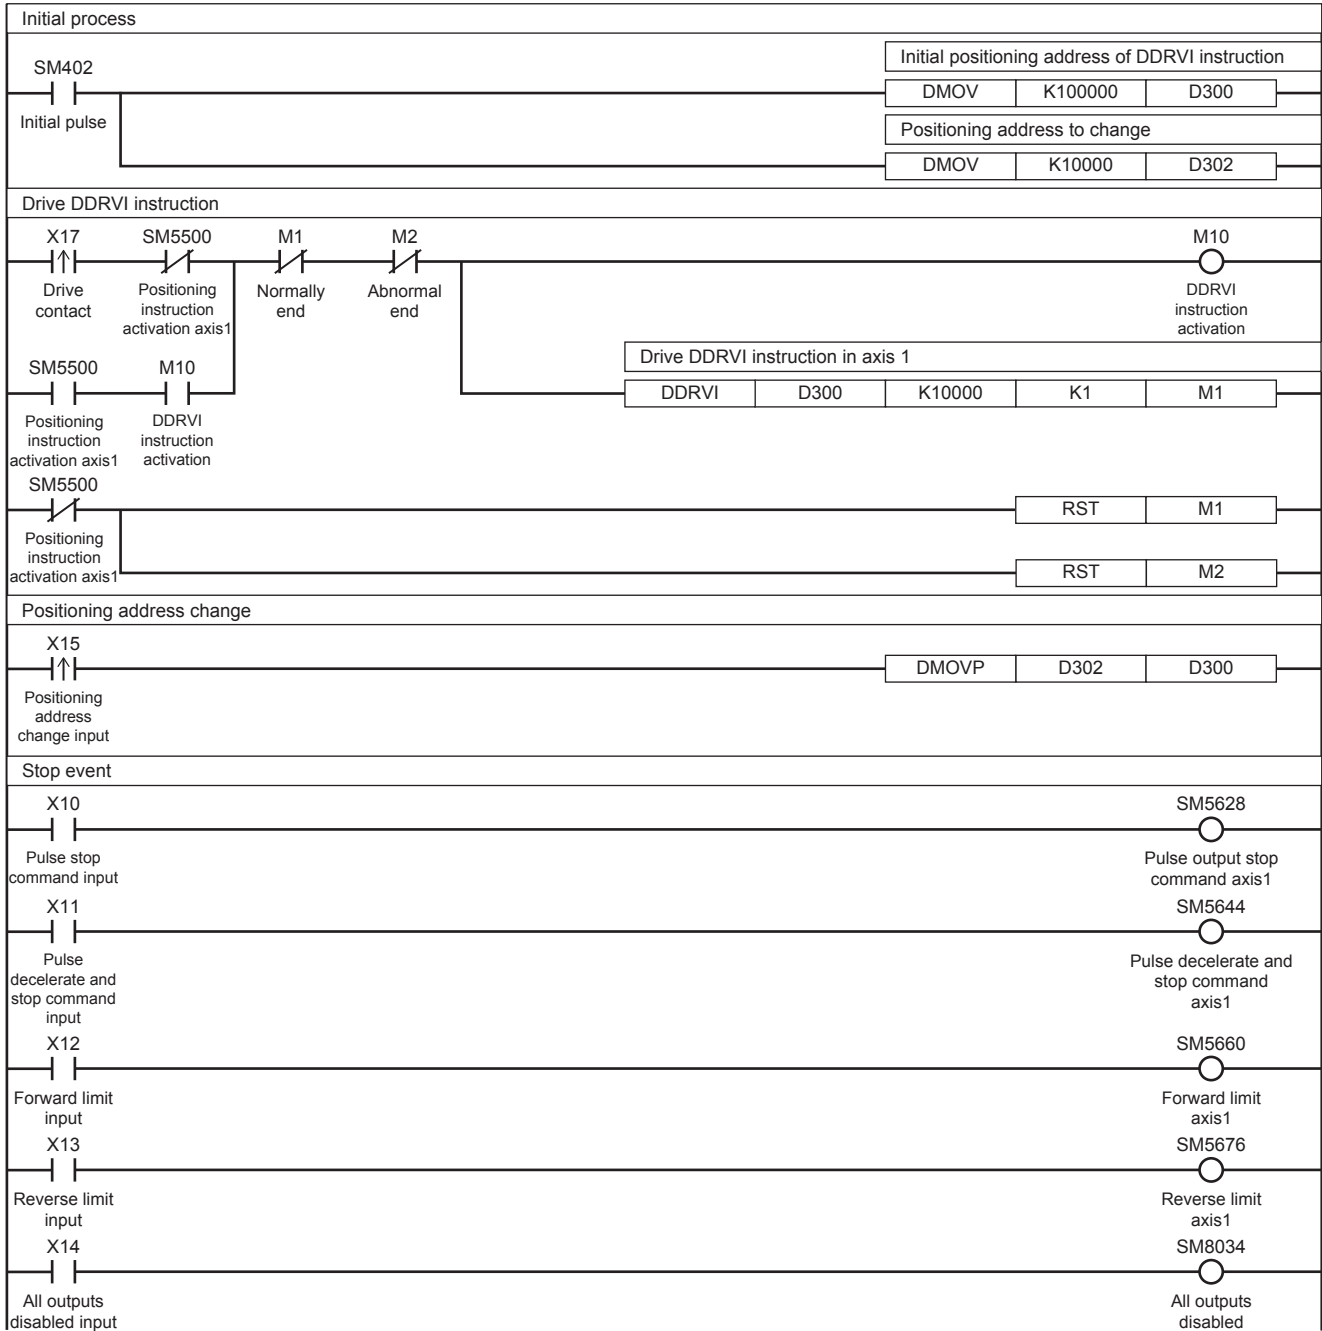 Initial process
Initial positioning address of DDRVI instruction
SM402
DMOV K100000 D300
Initial pulse
Positioning address to change
DMOV K10000 D302
Drive DDRVI instruction
X17 SM5500 M1 M2 M10
Drive
contact
Positioning
instruction
activation axis1
Normally
end
Abnormal
end
DDRVI
instruction
activation
Drive DDRVI instruction in axis 1
SM5500 M10
DDRVI D300 K10000 K1 M1
Positioning
instruction
activation axis1
DDRVI
instruction
activation
SM5500
RST M1
Positioning
instruction
activation axis1
RST M2
Positioning address change
X15
DMOVP D302 D300
Positioning
address
change input
Stop event
X10 SM5628
Pulse stop
command input
Pulse output stop
command axis1
X11 SM5644
Pulse
decelerate and
stop command
input
Pulse decelerate and
stop command
axis1
X12 SM5660
Forward limit
input
Forward limit
axis1
X13 SM5676
Reverse limit
input
Reverse limit
axis1
X14 SM8034
All outputs
disabled input
All outputs
disabled